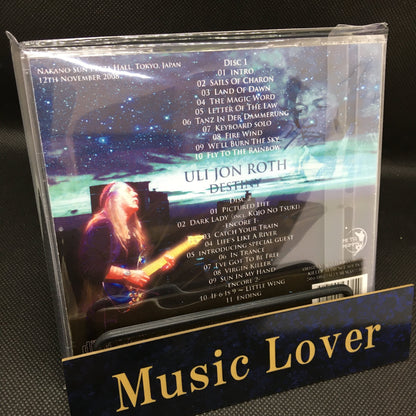 Nakano Sun Plaza Hall, Tokyo, Japan
12th November 2008
Disc 1
01 Intro
02 Sails Of Charon
03 Land Of Dawn
04 The Magic Word
05 Letter Of The Law
06 Tanz In Der Dammerung
07 Keyboard Solo
08 Fire Wind
09 We'll Burn The Sky
10 Fly To The Rainbow
ULI JON ROTH
DESTINY
Disc 2
01 Pictured Life
02 Dark Lady incl. Kojo No Tsuki
Encore 1-
03 Catch Your Train
04 Life's Like A River
05 Introducing Special Guest
06 In Trance
07 I've Got To Be Free
08 Virgin Killer
09 Sun In My Hand
Encore 2-
10 If 6 Is 9 ~ Little Wing
11 Ending
Music Lover